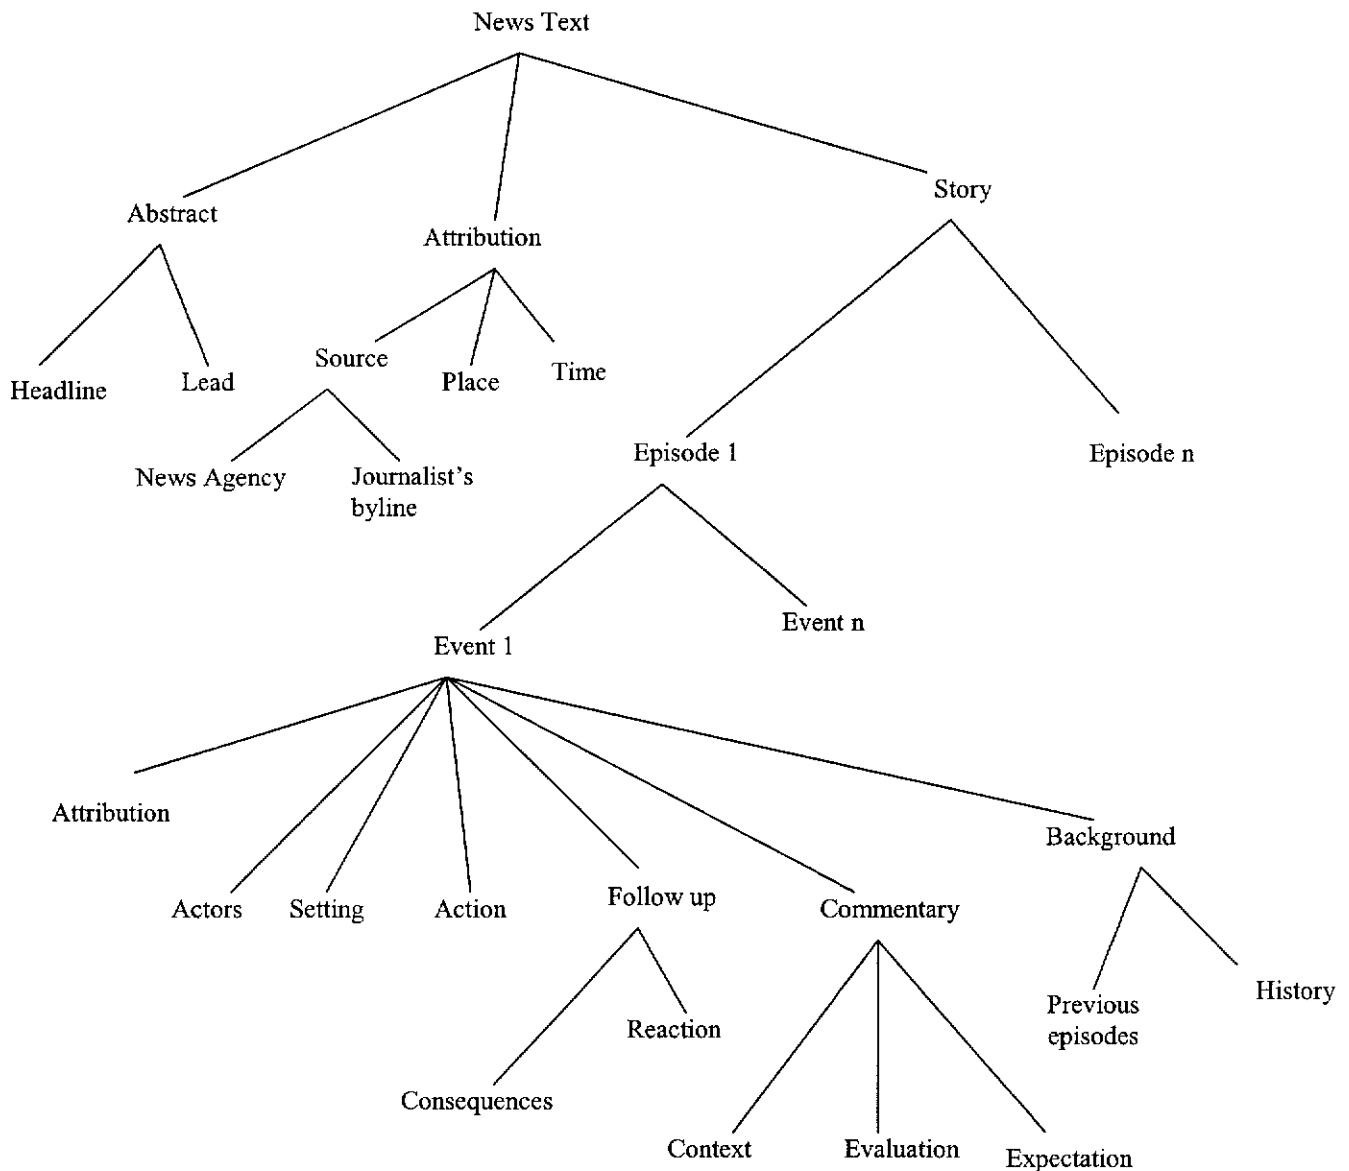 News Text
Story
Abstract
Attribution
Source
Place
Time
Headline
Lead
Episode 1
Episode n
News Agency
Journalist's
byline
Event n
Event 1
Attribution
Background
Actors
Setting
Action
Follow up
Commentary
Previous
episodes
History
Reaction
Consequences
Context
Evaluation
Expectation